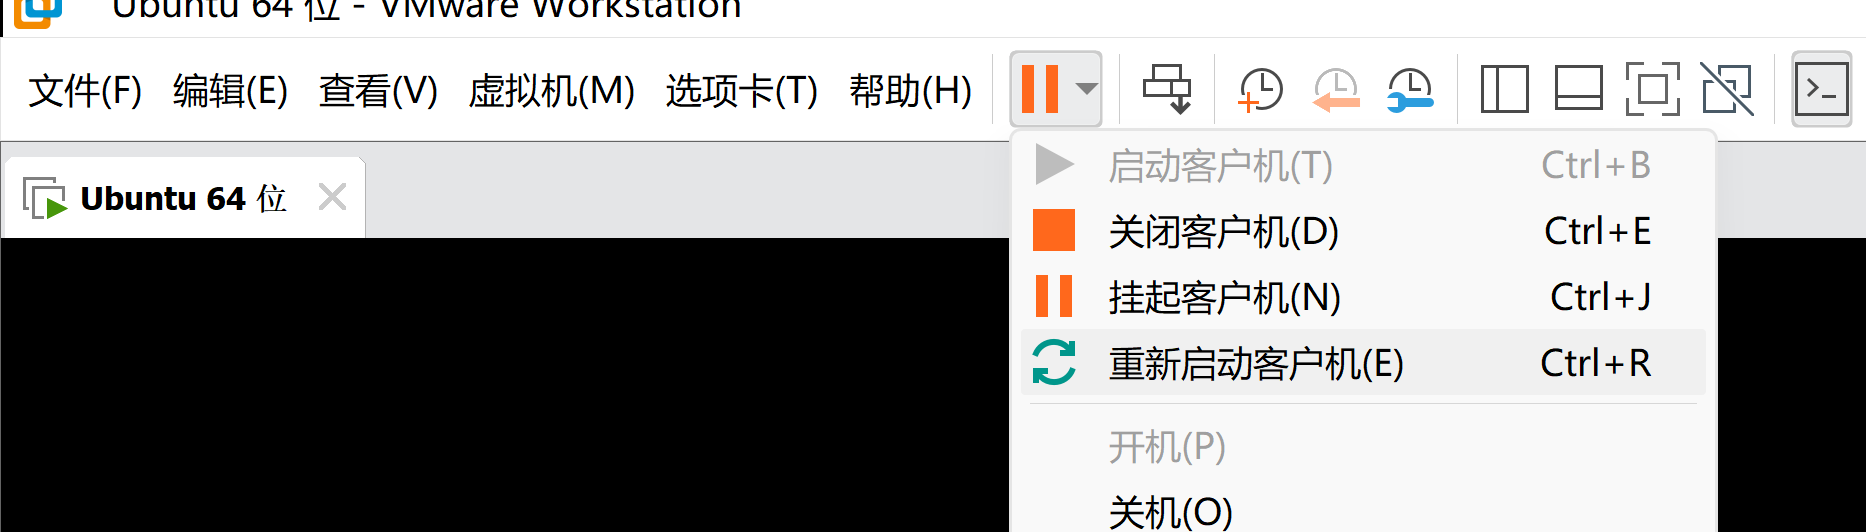 Ubuntu 64 位 - VMware Workstation
文件(F) 编辑(E) 查看(V) 虚拟机(M) 选项卡(T) 帮助(H)
Ubuntu 64 位
启动客户机(T) Ctrl+B
关闭客户机(D) Ctrl+E
挂起客户机(N) Ctrl+J
重新启动客户机(E) Ctrl+R
开机(P)
关机(O)